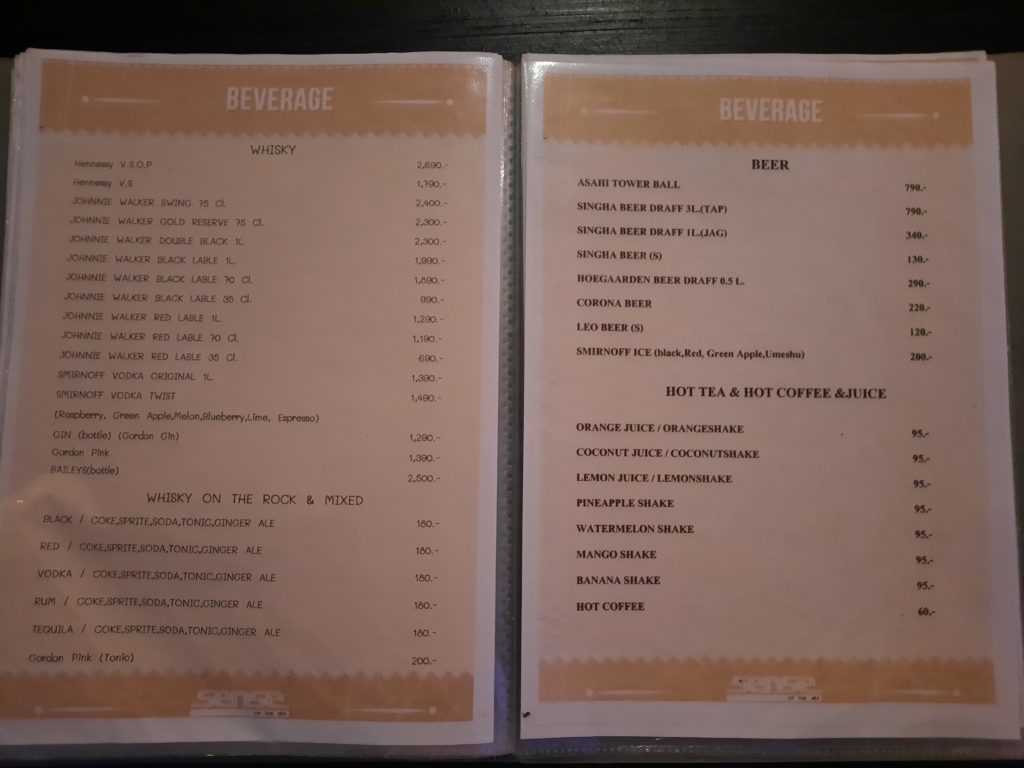 BEVERAGE
WHISKY
Hennessy V.S.O.P 2,690.-
Hennessy V.S 1,790.-
JOHNNIE WALKER SWING 75 Cl. 2,400.-
JOHNNIE WALKER GOLD RESERVE 75 Cl. 2,300.-
JOHNNIE WALKER DOUBLE BLACK 1L. 2,300.-
JOHNNIE WALKER BLACK LABLE 1L. 1,990.-
JOHNNIE WALKER BLACK LABLE 70 Cl. 1,690.-
JOHNNIE WALKER BLACK LABLE 35 Cl. 990.-
JOHNNIE WALKER RED LABLE 1L. 1,290.-
JOHNNIE WALKER RED LABLE 70 Cl. 1,190.-
JOHNNIE WALKER RED LABLE 35 Cl. 690.-
SMIRNOFF VODKA ORIGINAL 1L. 1,390.-
SMIRNOFF VODKA TWIST 1,490.-
(Raspberry, Green Apple,Melon,Blueberry,Lime, Espresso)
GIN (bottle) (Gordon Gin) 1,290.-
Gordon Pink 1,390.-
BAILEYS(bottle) 2,500.-
WHISKY ON THE ROCK & MIXED
BLACK / COKE,SPRITE,SODA,TONIC,GINGER ALE 180.-
RED / COKE,SPRITE,SODA,TONIC,GINGER ALE 180.-
VODKA / COKE,SPRITE,SODA,TONIC,GINGER ALE 180.-
RUM / COKE,SPRITE,SODA,TONIC,GINGER ALE 180.-
TEQUILA / COKE,SPRITE,SODA,TONIC,GINGER ALE 180.-
Gordon Pink (Tonic) 200.-
sense
OF THE SEA
BEVERAGE
BEER
ASAHI TOWER BALL 790.-
SINGHA BEER DRAFF 3L.(TAP) 790.-
SINGHA BEER DRAFF 1L.(JAG) 340.-
SINGHA BEER (S) 130.-
HOEGAARDEN BEER DRAFF 0.5 L. 290.-
CORONA BEER 220.-
LEO BEER (S) 120.-
SMIRNOFF ICE (black,Red, Green Apple,Umeshu) 200.-
HOT TEA & HOT COFFEE &JUICE
ORANGE JUICE / ORANGESHAKE 95.-
COCONUT JUICE / COCONUTSHAKE 95.-
LEMON JUICE / LEMONSHAKE 95.-
PINEAPPLE SHAKE 95.-
WATERMELON SHAKE 95.-
MANGO SHAKE 95.-
BANANA SHAKE 95.-
HOT COFFEE 60.-
sense
OF THE SEA